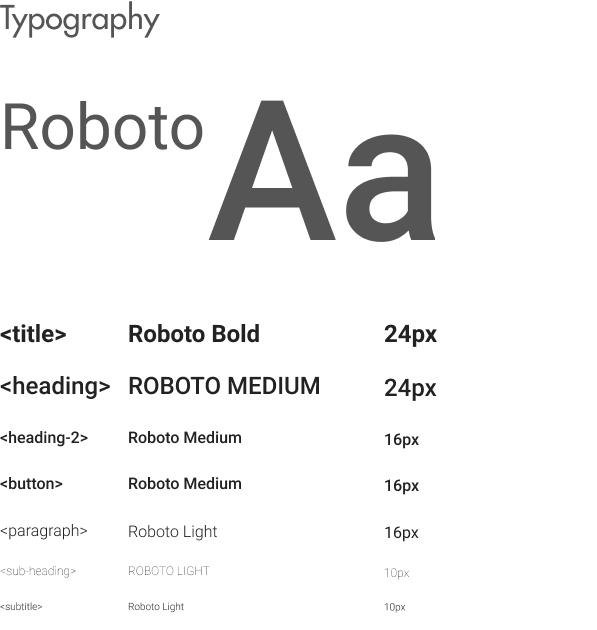 Typography
Roboto Aa
<title> Roboto Bold 24px
<heading> ROBOTO MEDIUM 24px
<heading-2> Roboto Medium 16px
<button> Roboto Medium 16px
<paragraph> Roboto Light 16px
<sub-heading> ROBOTO LIGHT 10px
<subtitle> Roboto Light 10px